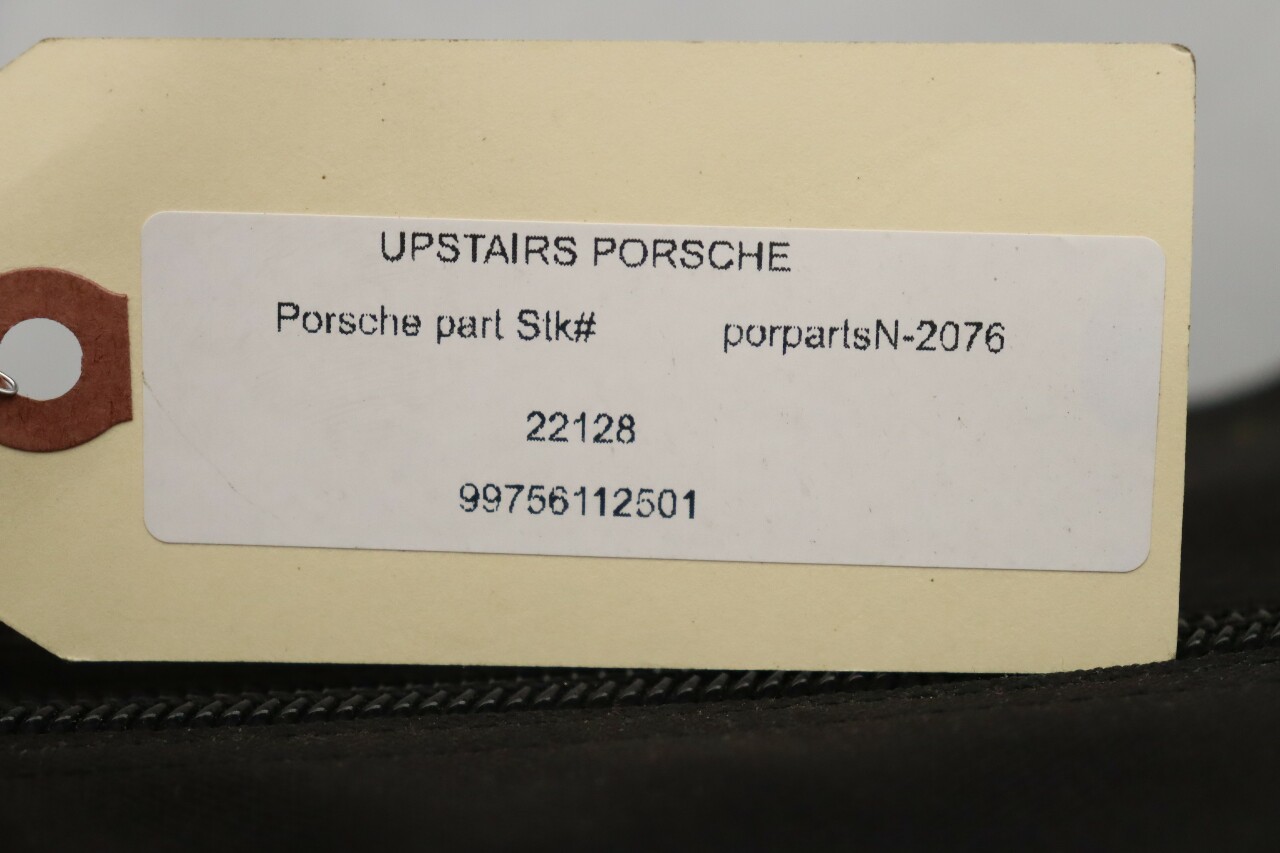 UPSTAIRS PORSCHE
Porsche part Stk# porpartsN-2076
22128
99756112501